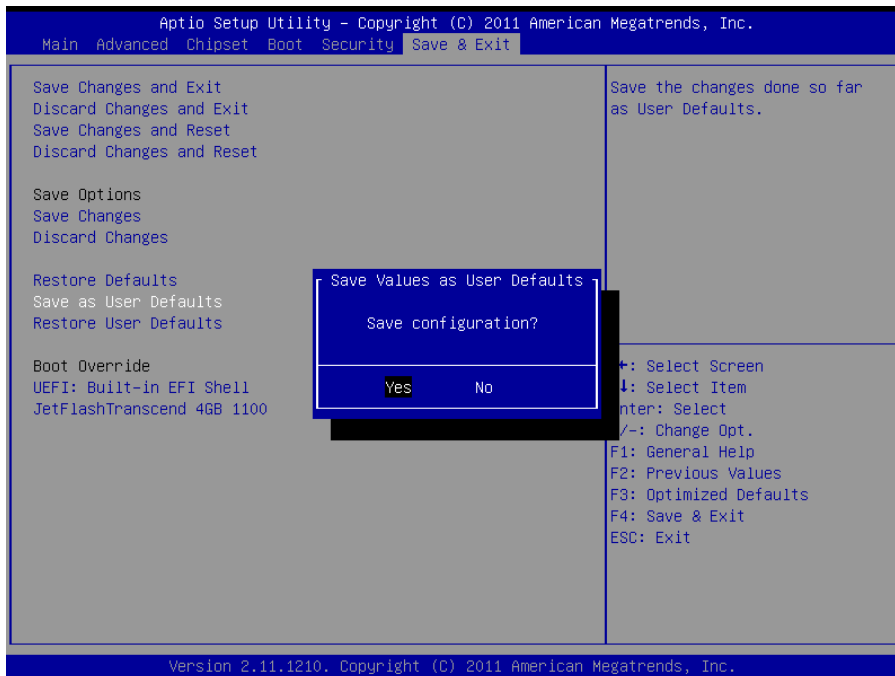 Aptio Setup Utility – Copyright (C) 2011 American Megatrends, Inc.
Main Advanced Chipset Boot Security Save & Exit
Save Changes and Exit
Discard Changes and Exit
Save Changes and Reset
Discard Changes and Reset
Save Options
Save Changes
Discard Changes
Restore Defaults
Save as User Defaults
Restore User Defaults
Boot Override
UEFI: Built-in EFI Shell
JetFlashTranscend 4GB 1100
Save Values as User Defaults
Save configuration?
Yes No
Save the changes done so far
as User Defaults.
: Select Screen
: Select Item
nter: Select
/-: Change Opt.
F1: General Help
F2: Previous Values
F3: Optimized Defaults
F4: Save & Exit
ESC: Exit
Version 2.11.1210. Copyright (C) 2011 American Megatrends, Inc.